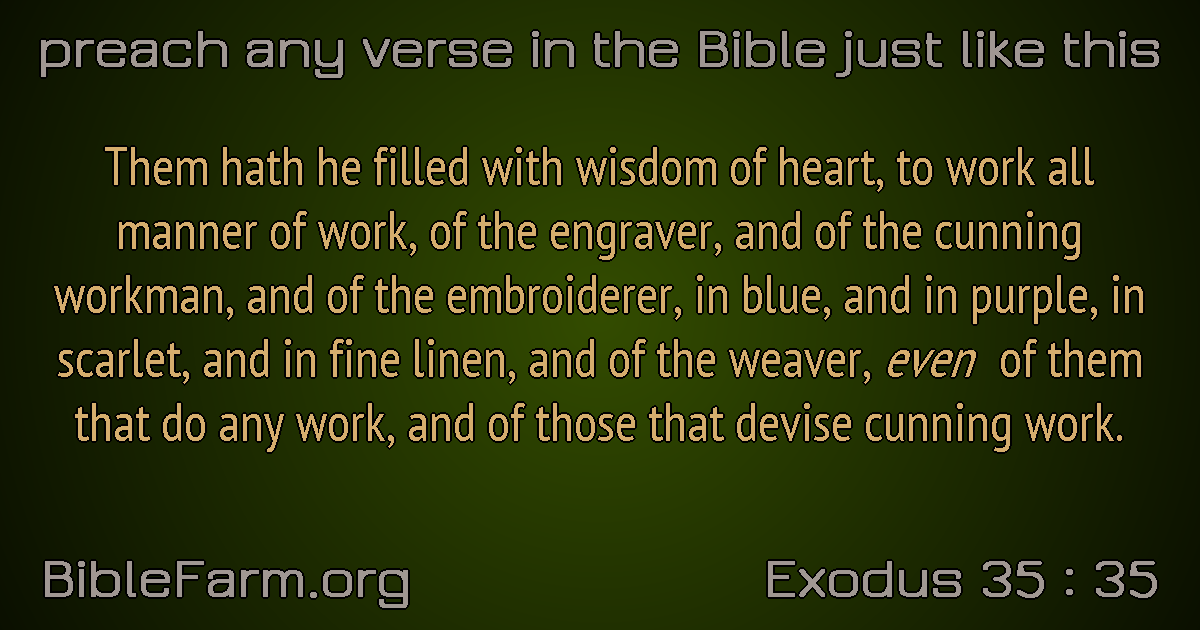 preach any verse in the Bible just like this
Them hath he filled with wisdom of heart, to work all
manner of work, of the engraver, and of the cunning
workman, and of the embroiderer, in blue, and in purple, in
scarlet, and in fine linen, and of the weaver, even of them
that do any work, and of those that devise cunning work.
BibleFarm.org
Exodus 35 : 35